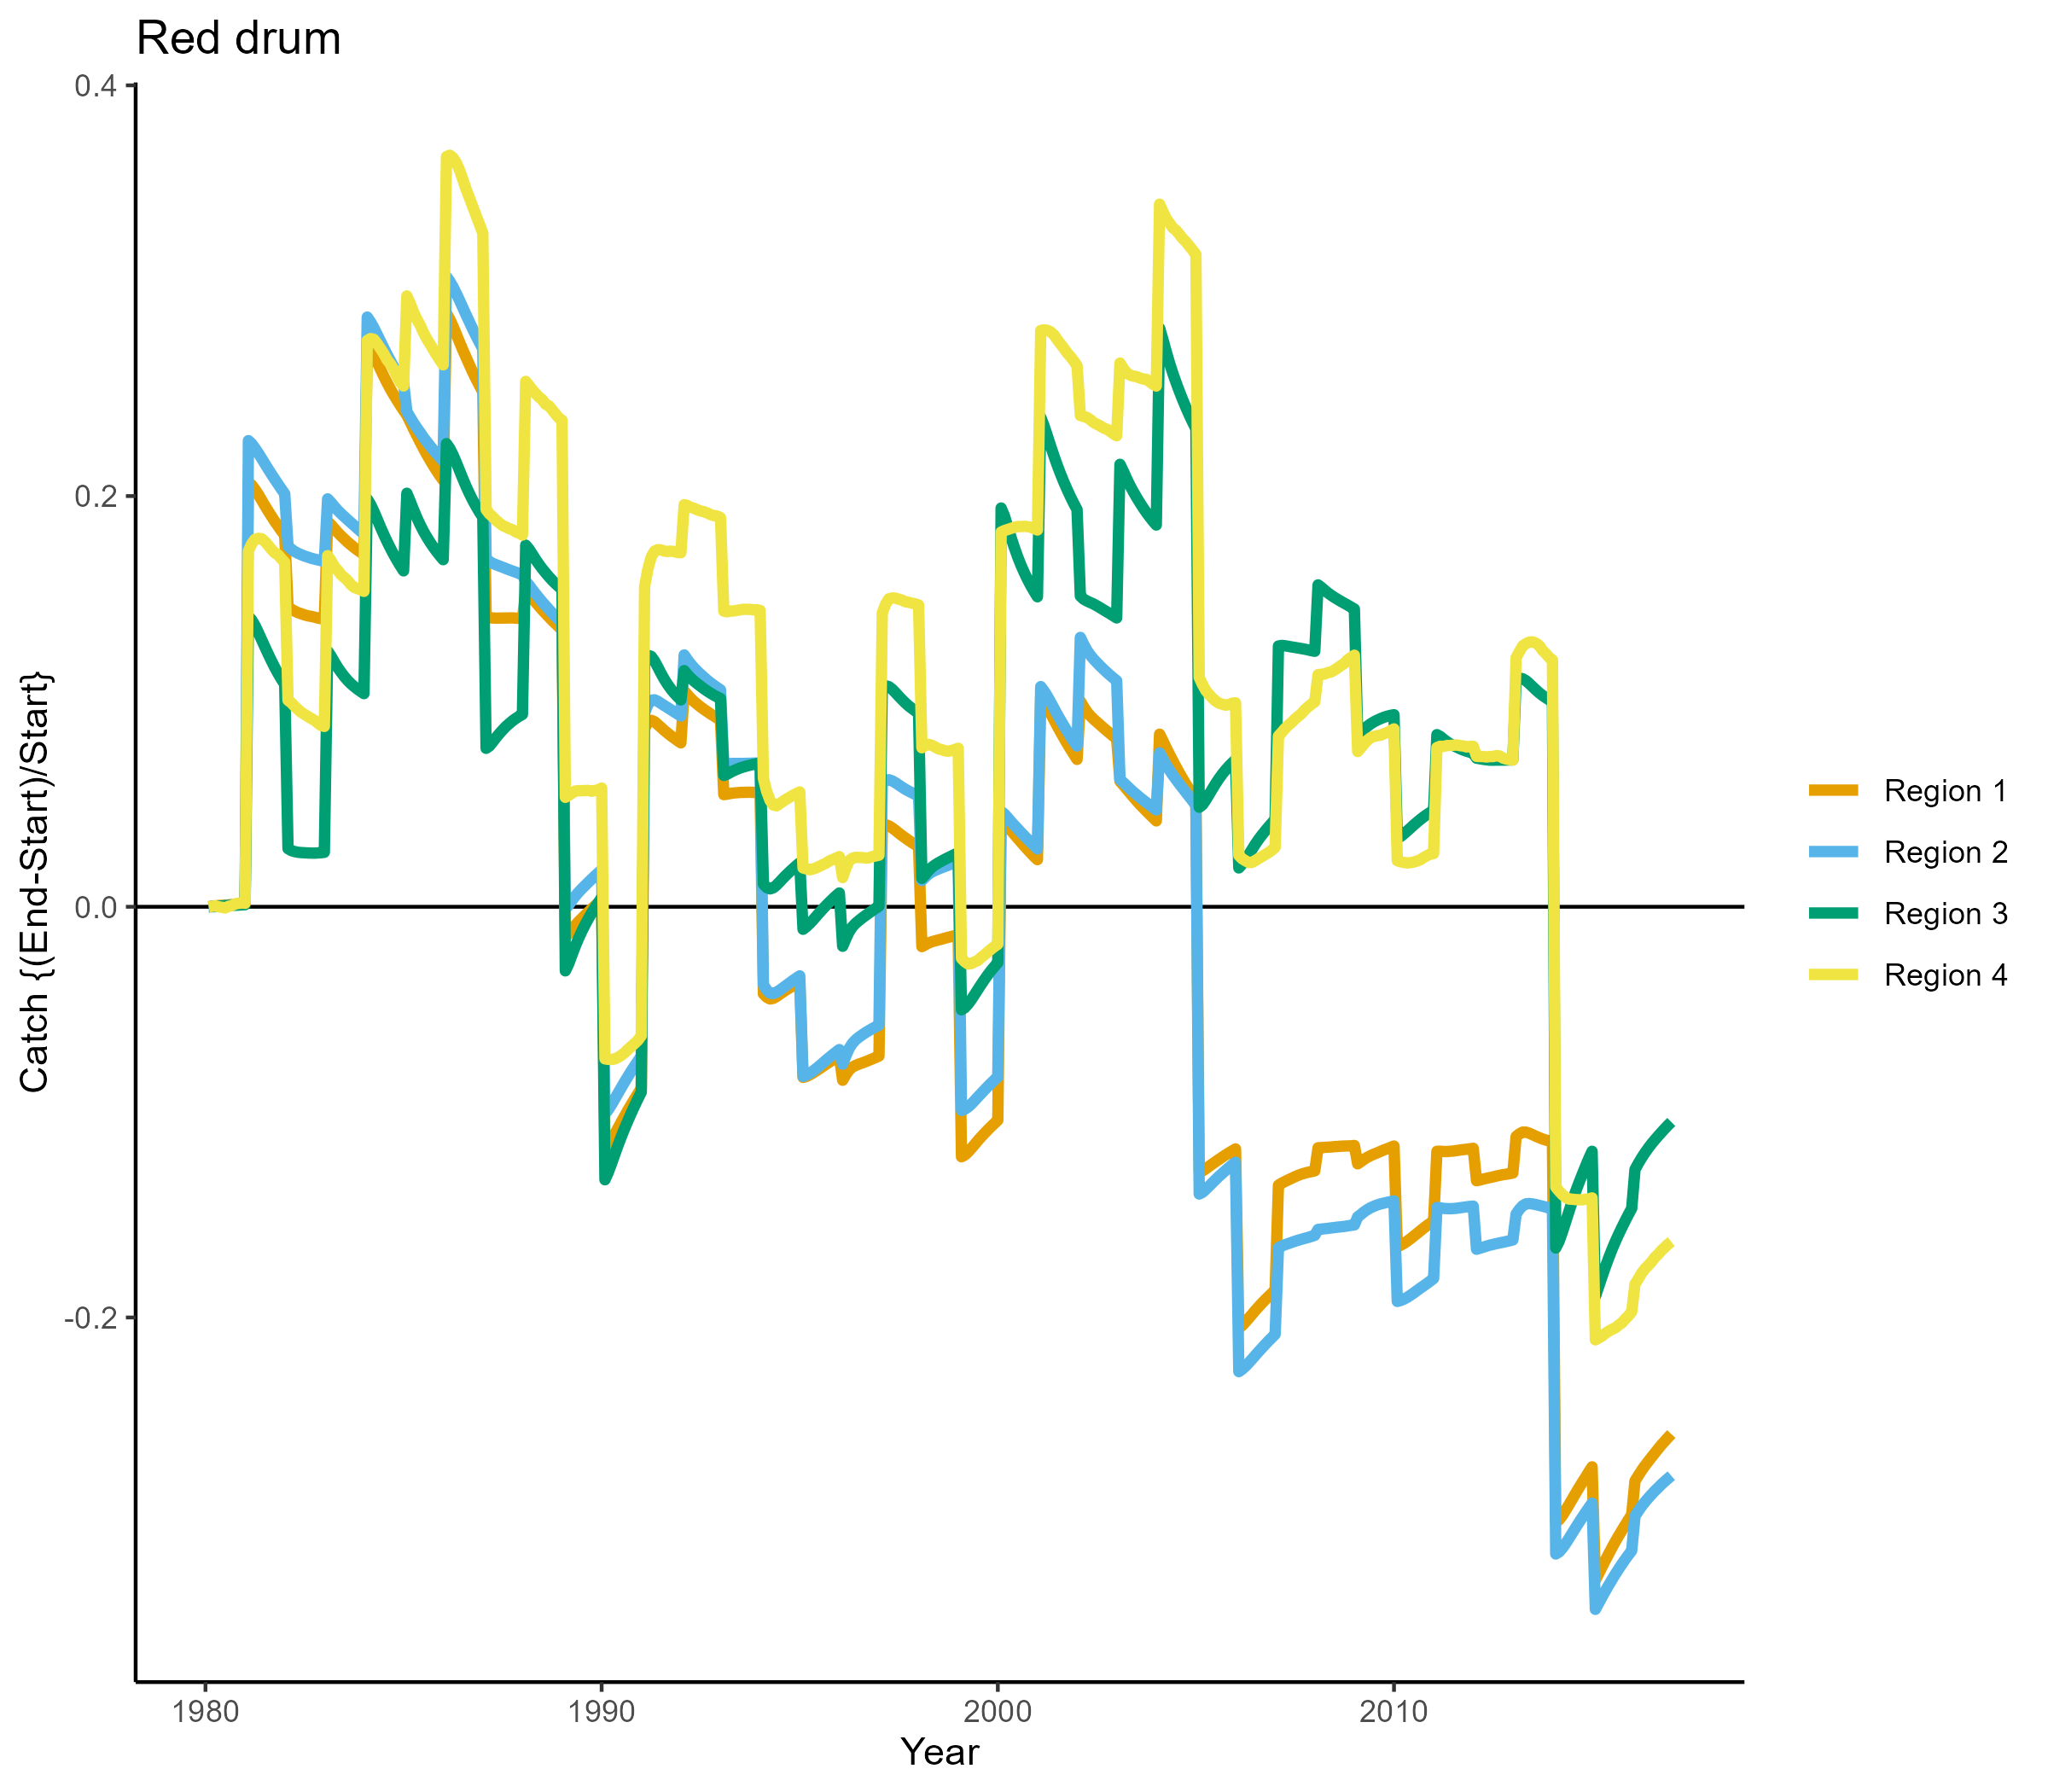 Red drum
0.4
0.2
0.0
-0.2
Catch {(End-Start)/Start}
1980
1990
2000
2010
Year
Region 1
Region 2
Region 3
Region 4